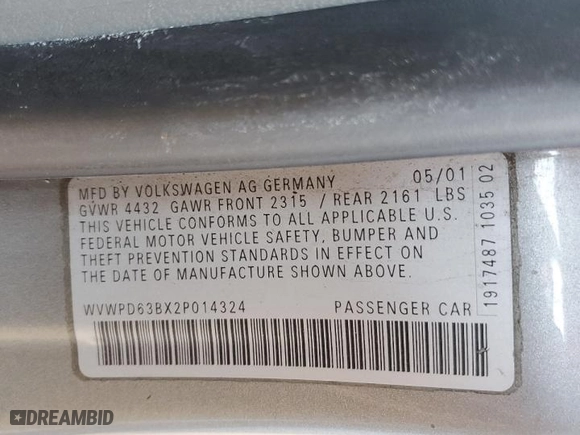 MFD BY VOLKSWAGEN AG GERMANY 05/01
GVWR 4432 GAWR FRONT 2315 / REAR 2161 LBS
THIS VEHICLE CONFORMS TO ALL APPLICABLE U.S.
FEDERAL MOTOR VEHICLE SAFETY, BUMPER AND
THEFT PREVENTION STANDARDS IN EFFECT ON
THE DATE OF MANUFACTURE SHOWN ABOVE.
WVWPD63BX2P014324 PASSENGER CAR
1917487 1035 02
DREAMBID